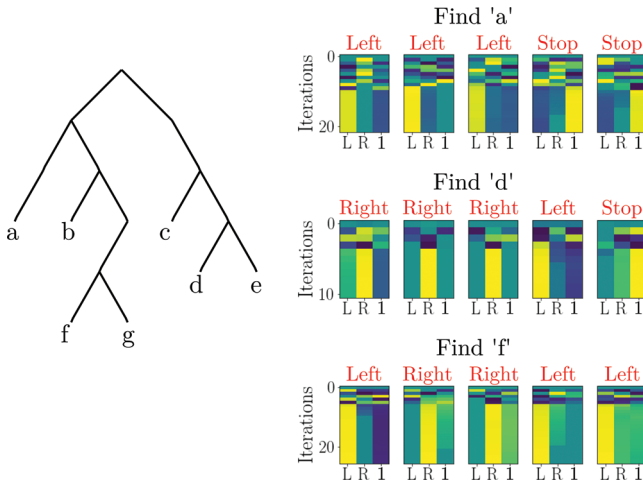 Find 'a'
Left Left Left Stop Stop
0
Iterations
20
L R 1 L R 1 L R 1 L R 1 L R 1
a b c
d e
f g
Find 'd'
Right Right Right Left Stop
0
Iterations
10
L R 1 L R 1 L R 1 L R 1 L R 1
Find 'f'
Left Right Right Left Left
0
Iterations
20
L R 1 L R 1 L R 1 L R 1 L R 1